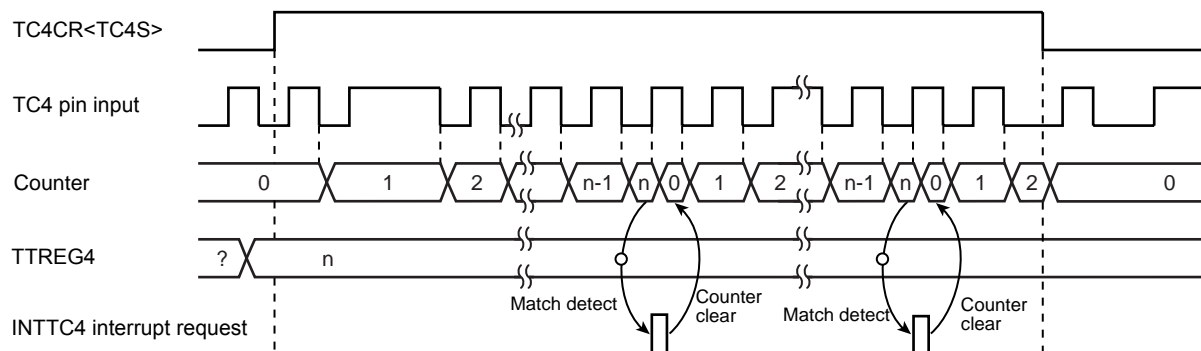 TC4CR<TC4S>
TC4 pin input
Counter 0 1 2 n-1 n 0 1 2 n-1 n 0 1 2 0
TTREG4 ? n
Match detect Counter clear Match detect Counter clear
INTTC4 interrupt request